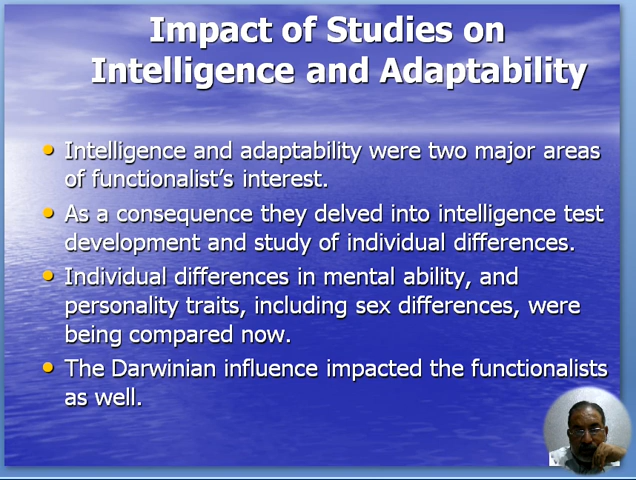 Impact of Studies on
Intelligence and Adaptability
Intelligence and adaptability were two major areas
of functionalist's interest.
As a consequence they delved into intelligence test
development and study of individual differences.
Individual differences in mental ability, and
personality traits, including sex differences, were
being compared now.
The Darwinian influence impacted the functionalists
as well.